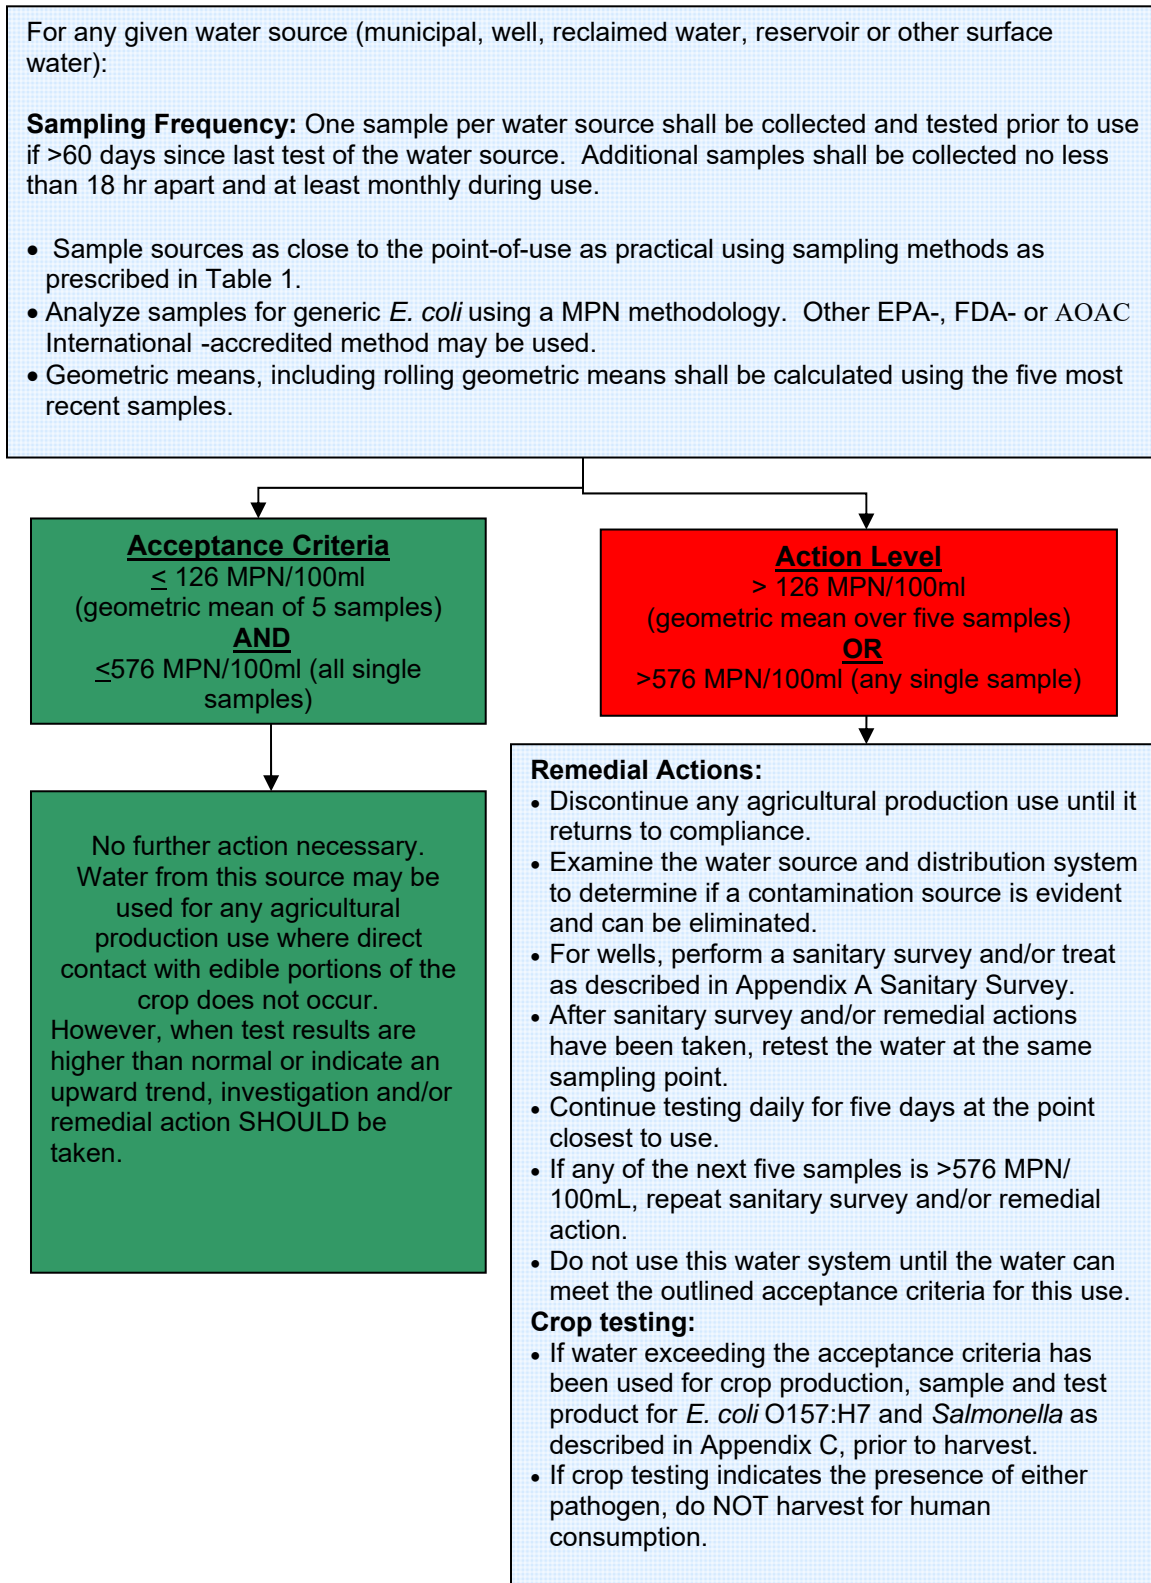 For any given water source (municipal, well, reclaimed water, reservoir or other surface
water):
Sampling Frequency: One sample per water source shall be collected and tested prior to use
if >60 days since last test of the water source. Additional samples shall be collected no less
than 18 hr apart and at least monthly during use.
• Sample sources as close to the point-of-use as practical using sampling methods as
prescribed in Table 1.
• Analyze samples for generic E. coli using a MPN methodology. Other EPA-, FDA- or AOAC
International -accredited method may be used.
• Geometric means, including rolling geometric means shall be calculated using the five most
recent samples.
Acceptance Criteria
≤ 126 MPN/100ml
(geometric mean of 5 samples)
AND
≤576 MPN/100ml (all single
samples)
No further action necessary.
Water from this source may be
used for any agricultural
production use where direct
contact with edible portions of the
crop does not occur.
However, when test results are
higher than normal or indicate an
upward trend, investigation and/or
remedial action SHOULD be
taken.
Action Level
> 126 MPN/100ml
(geometric mean over five samples)
OR
>576 MPN/100ml (any single sample)
Remedial Actions:
• Discontinue any agricultural production use until it
returns to compliance.
• Examine the water source and distribution system
to determine if a contamination source is evident
and can be eliminated.
• For wells, perform a sanitary survey and/or treat
as described in Appendix A Sanitary Survey.
• After sanitary survey and/or remedial actions
have been taken, retest the water at the same
sampling point.
• Continue testing daily for five days at the point
closest to use.
• If any of the next five samples is >576 MPN/
100mL, repeat sanitary survey and/or remedial
action.
• Do not use this water system until the water can
meet the outlined acceptance criteria for this use.
Crop testing:
• If water exceeding the acceptance criteria has
been used for crop production, sample and test
product for E. coli O157:H7 and Salmonella as
described in Appendix C, prior to harvest.
• If crop testing indicates the presence of either
pathogen, do NOT harvest for human
consumption.